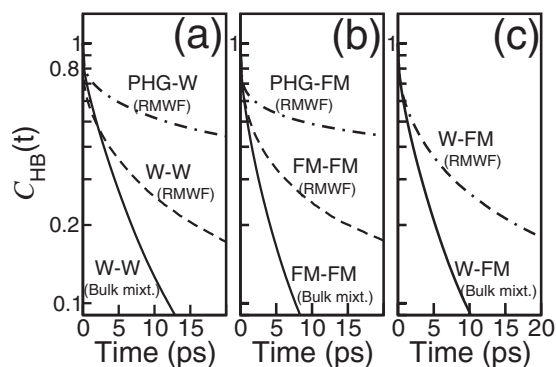 (a)
(b)
(c)
1
1
1
0.8
0.2
0.1
C_HB(t)
PHG-W
(RMWF)
W-W
(RMWF)
W-W
(Bulk mixt.)
PHG-FM
(RMWF)
FM-FM
(RMWF)
FM-FM
(Bulk mixt.)
W-FM
(RMWF)
W-FM
(Bulk mixt.)
0 5 10 15
0 5 10 15
0 5 10 15 20
Time (ps)
Time (ps)
Time (ps)